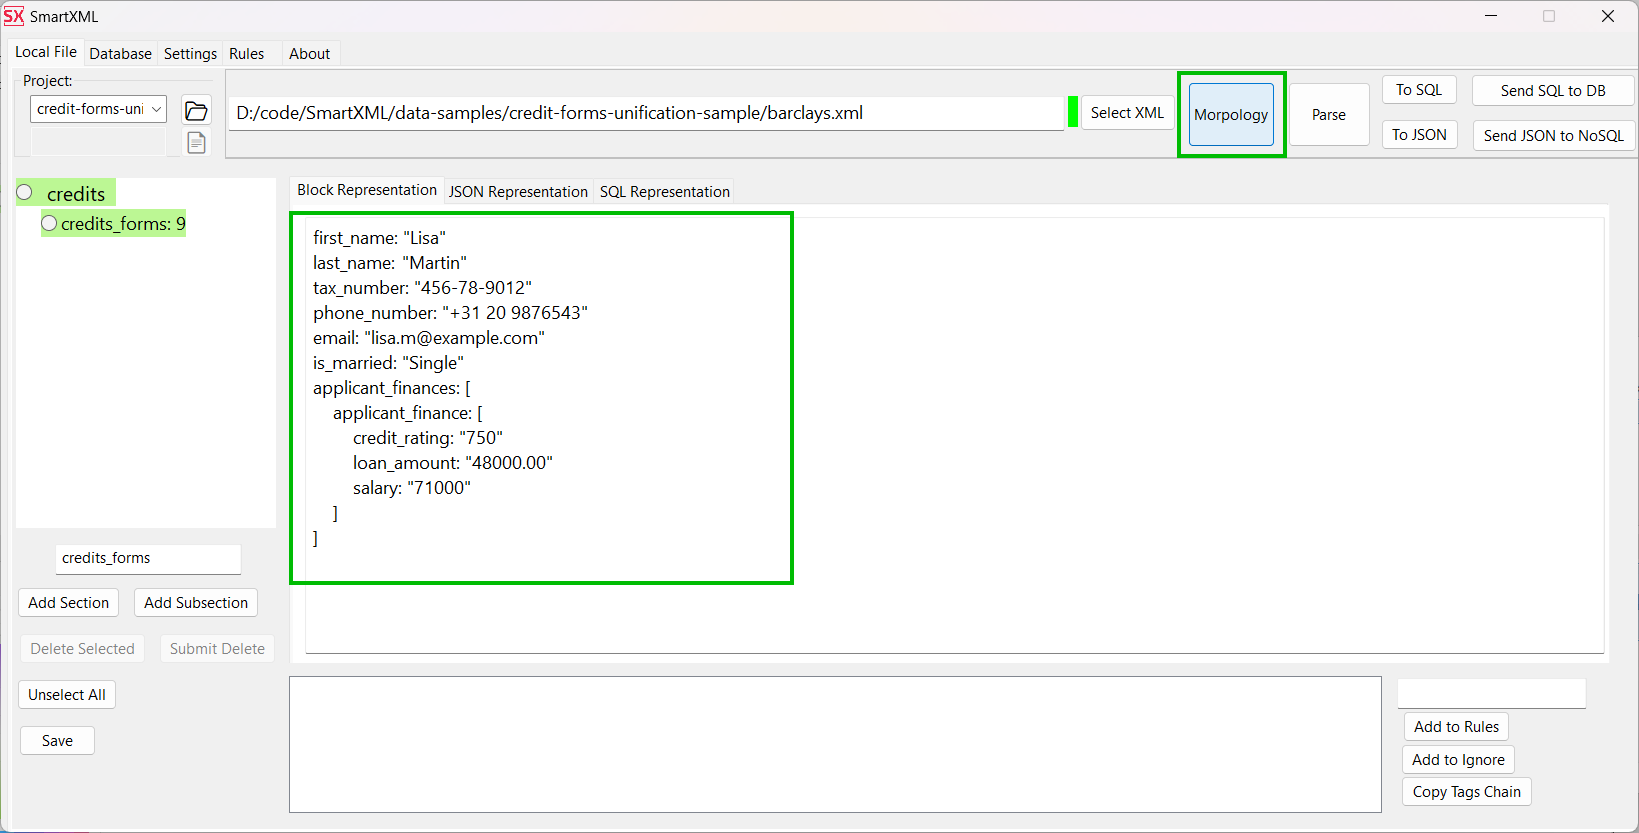 SX SmartXML
Local File Database Settings Rules About
Project:
credit-forms-uni
D:/code/SmartXML/data-samples/credit-forms-unification-sample/barclays.xml
Select XML
Morpology
Parse
To SQL
Send SQL to DB
To JSON
Send JSON to NoSQL
credits
credits_forms: 9
Block Representation JSON Representation SQL Representation
first_name: "Lisa"
last_name: "Martin"
tax_number: "456-78-9012"
phone_number: "+31 20 9876543"
email: "lisa.m@example.com"
is_married: "Single"
applicant_finances: [
applicant_finance: [
credit_rating: "750"
loan_amount: "48000.00"
salary: "71000"
]
]
credits_forms
Add Section Add Subsection
Delete Selected Submit Delete
Unselect All
Save
Add to Rules
Add to Ignore
Copy Tags Chain